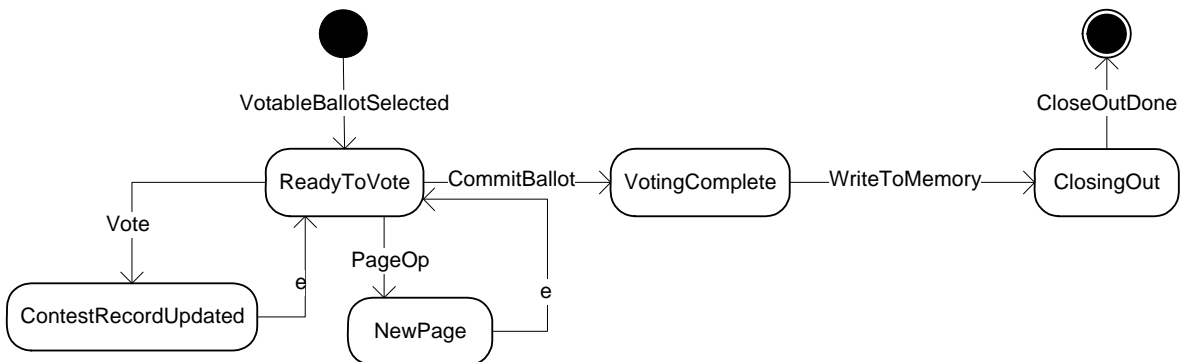 VotableBallotSelected
CloseOutDone
ReadyToVote
CommitBallot
VotingComplete
WriteToMemory
ClosingOut
Vote
PageOp
e
e
ContestRecordUpdated
NewPage